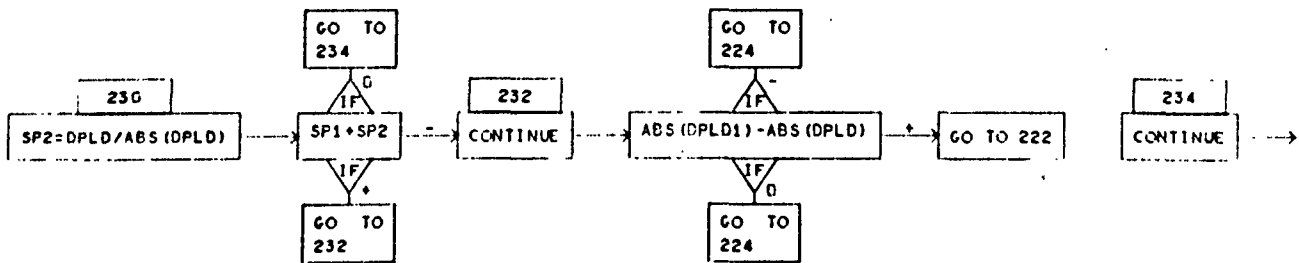 GO TO
234
0
IF
230
SP2=DPLD/ABS(DPLD)
SP1+SP2
-
IF
+
GO TO
232
232
CONTINUE
GO TO
224
-
IF
ABS(DPLD1)-ABS(DPLD)
+
IF
0
GO TO
224
GO TO 222
234
CONTINUE